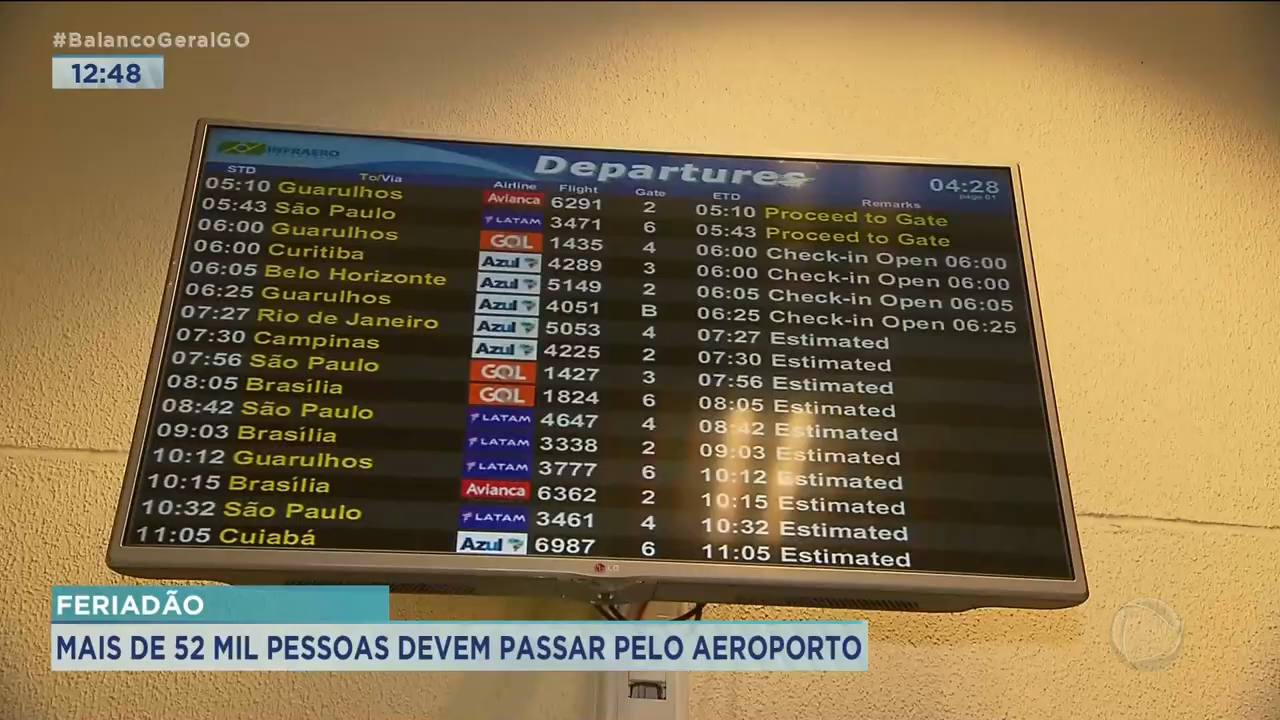 #BalancoGeralGO
12:48
INFRAERO
Departures
04:28
page 01
STD To/Via Airline Flight Gate ETD Remarks
05:10 Guarulhos Avianca 6291 2 05:10 Proceed to Gate
05:43 São Paulo LATAM 3471 6 05:43 Proceed to Gate
06:00 Guarulhos GOL 1435 4 06:00 Check-in Open 06:00
06:00 Curitiba Azul 4289 3 06:00 Check-in Open 06:00
06:05 Belo Horizonte Azul 5149 2 06:05 Check-in Open 06:05
06:25 Guarulhos Azul 4051 B 06:25 Check-in Open 06:25
07:27 Rio de Janeiro Azul 5053 4 07:27 Estimated
07:30 Campinas Azul 4225 2 07:30 Estimated
07:56 São Paulo GOL 1427 3 07:56 Estimated
08:05 Brasília GOL 1824 6 08:05 Estimated
08:42 São Paulo LATAM 4647 4 08:42 Estimated
09:03 Brasília LATAM 3338 2 09:03 Estimated
10:12 Guarulhos LATAM 3777 6 10:12 Estimated
10:15 Brasília Avianca 6362 2 10:15 Estimated
10:32 São Paulo LATAM 3461 4 10:32 Estimated
11:05 Cuiabá Azul 6987 6 11:05 Estimated
LG
FERIADÃO
MAIS DE 52 MIL PESSOAS DEVEM PASSAR PELO AEROPORTO